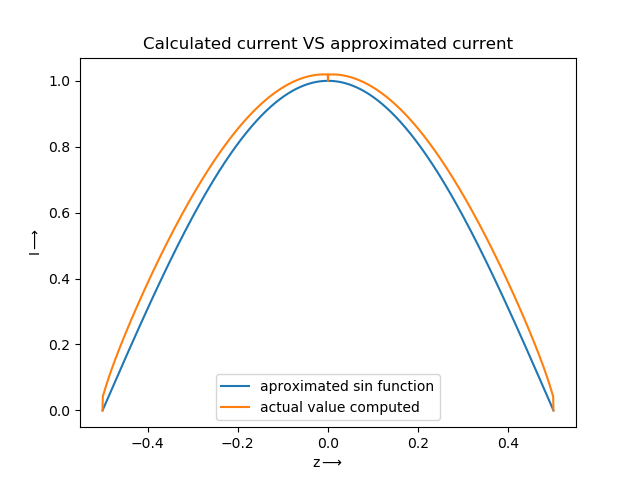 Calculated current VS approximated current
I⟶
1.0
0.8
0.6
0.4
0.2
0.0
aproximated sin function
actual value computed
−0.4
−0.2
0.0
0.2
0.4
z⟶